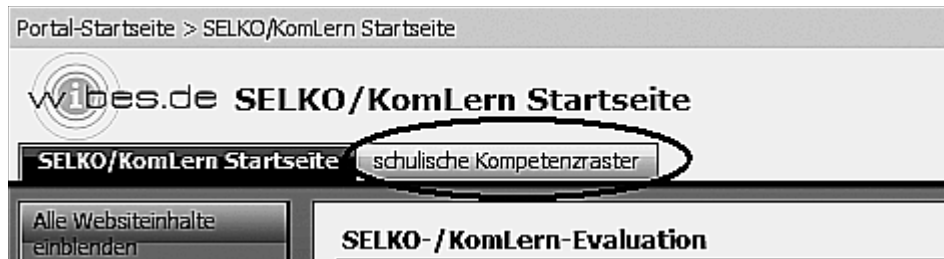 Portal-Startseite > SELKO/KomLern Startseite
wibes.de SELKO/KomLern Startseite
SELKO/KomLern Startseite schulische Kompetenzraster
Alle Websiteinhalte
einblenden
SELKO-/KomLern-Evaluation